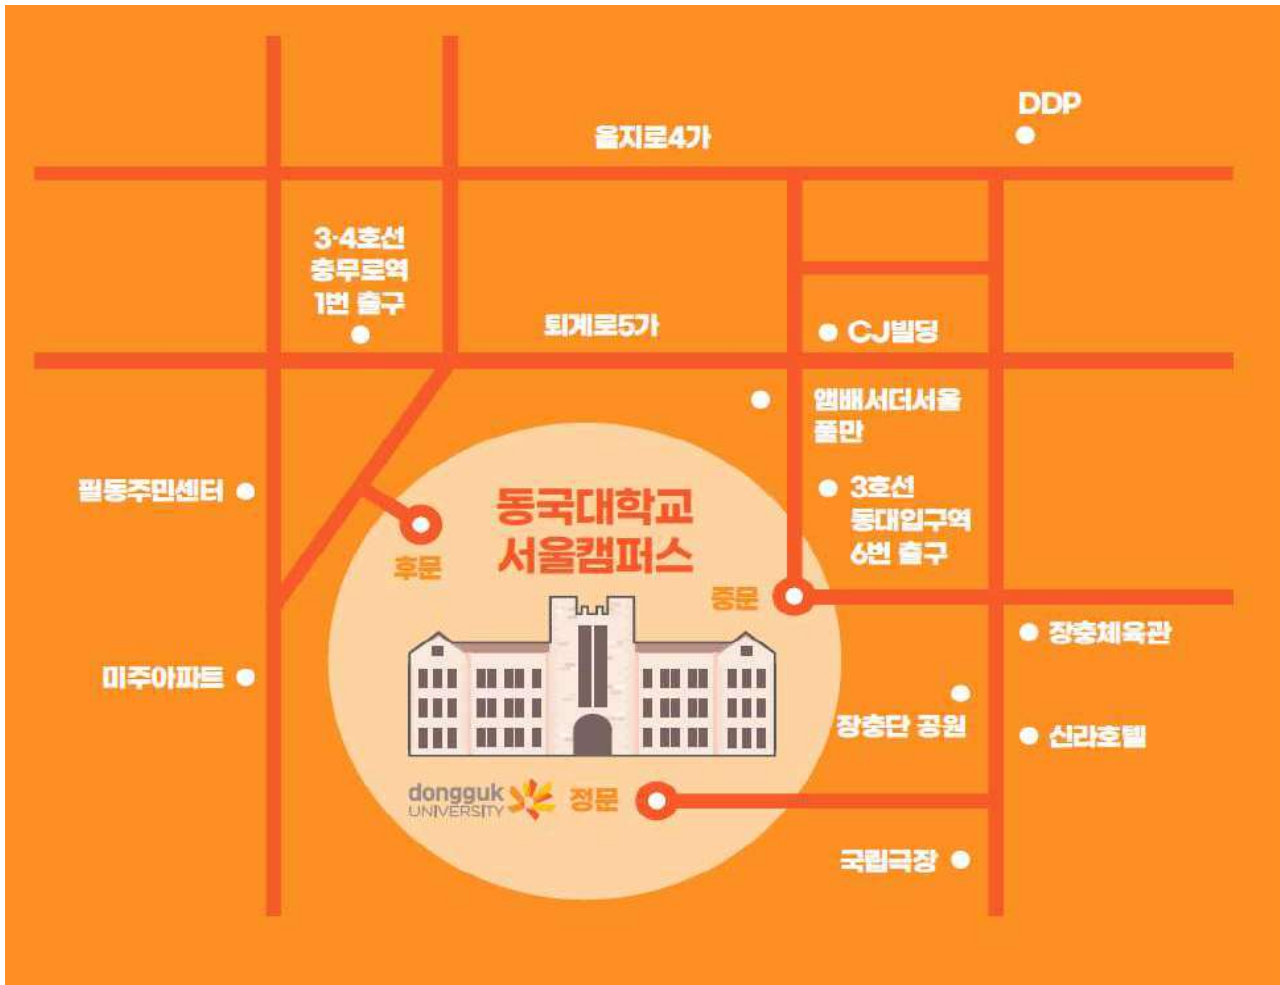 DDP
을지로4가
3·4호선
충무로역
1번 출구
퇴계로5가
CJ빌딩
앰배서더서울
풀만
필동주민센터
3호선
동대입구역
6번 출구
동국대학교
서울캠퍼스
후문
중문
장충체육관
미주아파트
장충단 공원
신라호텔
dongguk
UNIVERSITY
정문
국립극장